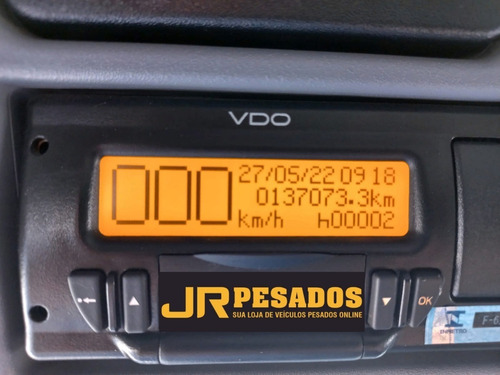 VDO
000 27/05/22 09 18
0137073.3km
km/h h00002
JR PESADOS
SUA LOJA DE VEÍCULOS PESADOS ONLINE
OK
INMETRO